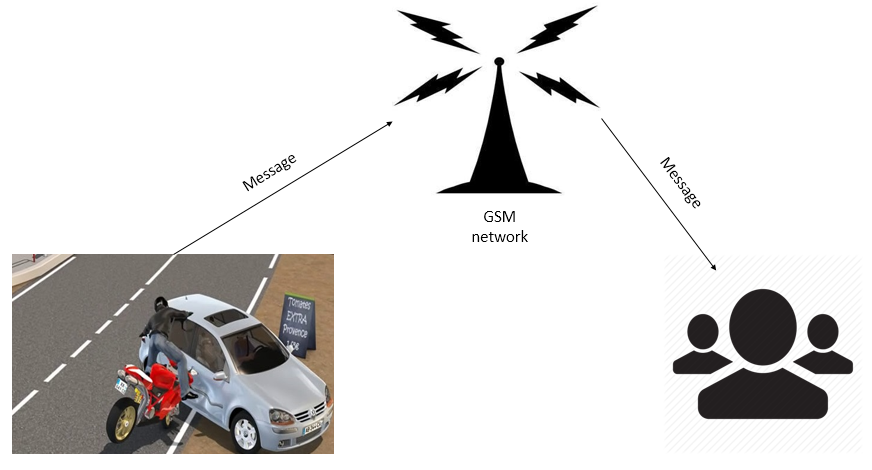 Message
GSM
network
Message
Tomates
EXTRA
Provence